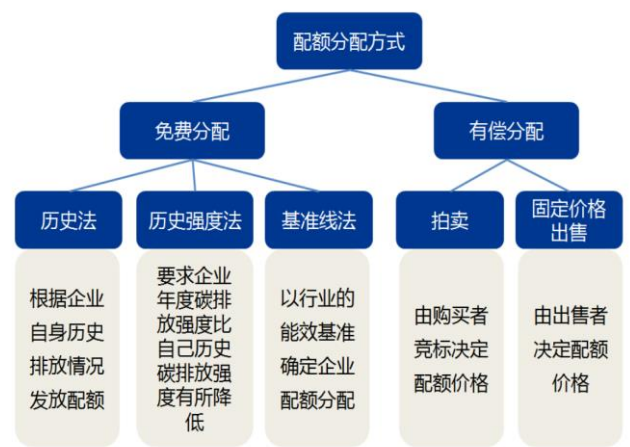 配额分配方式
免费分配
有偿分配
历史法
历史强度法
基准线法
拍卖
固定价格
出售
根据企业
自身历史
排放情况
发放配额
要求企业
年度碳排
放强度比
自己历史
碳排放强
度有所降
低
以行业的
能效基准
确定企业
配额分配
由购买者
竞标决定
配额价格
由出售者
决定配额
价格